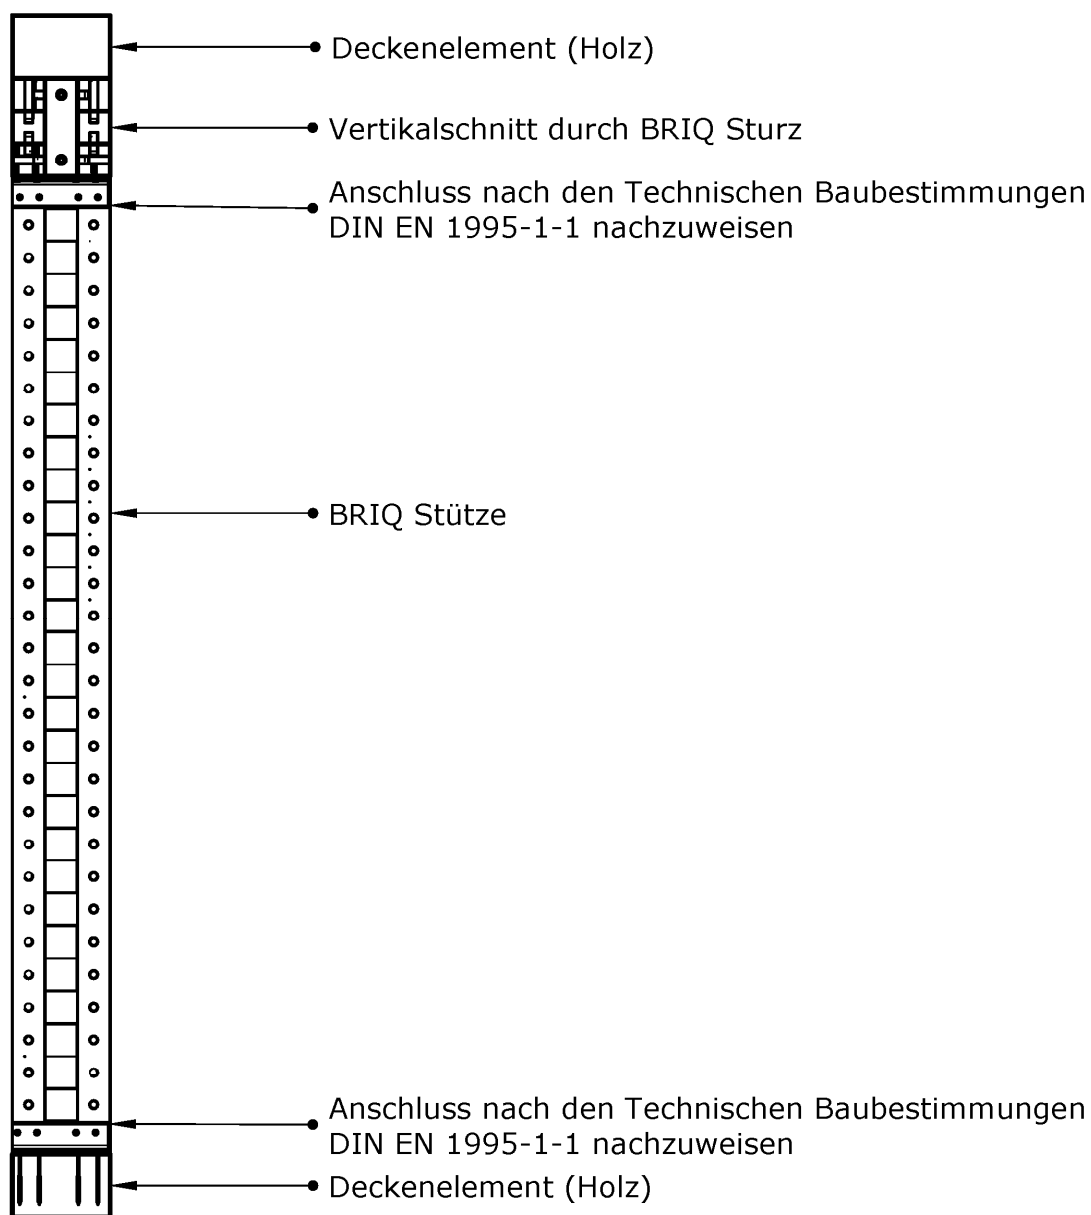 Deckenelement (Holz)
Vertikalschnitt durch BRIQ Sturz
Anschluss nach den Technischen Baubestimmungen
DIN EN 1995-1-1 nachzuweisen
BRIQ Stütze
Anschluss nach den Technischen Baubestimmungen
DIN EN 1995-1-1 nachzuweisen
Deckenelement (Holz)